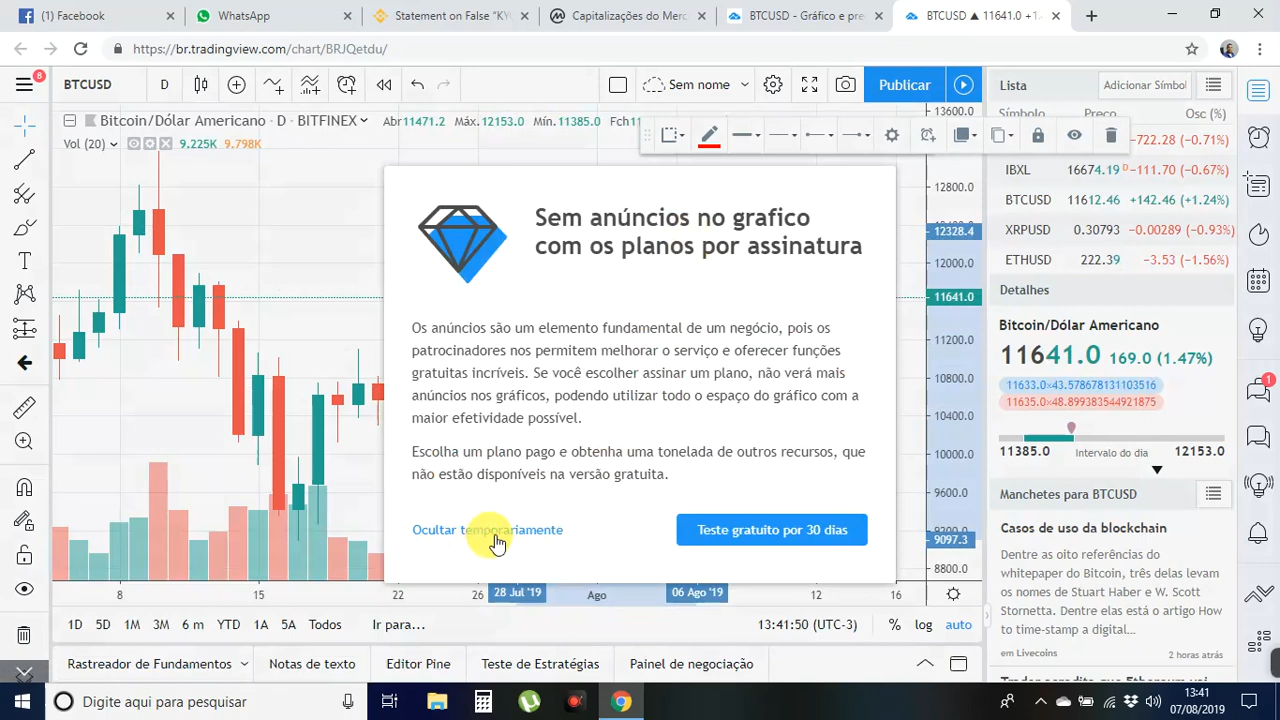 (1) Facebook
WhatsApp
Statement on False “KYC
Capitalizações do Merc
BTCUSD - Gráfico e pre
BTCUSD ▲ 11641.0 +1.
https://br.tradingview.com/chart/BRJQetdu/
8
BTCUSD
D
Sem nome
Publicar
Lista
Adicionar Símbol
Bitcoin/Dólar Americano · D · BITFINEX
Abr11471.2 Máx.12153.0 Mín.11385.0 Fch11
Vol (20) 9.225K 9.798K
Símbolo Preço Osc (%)
-722.28 (-0.71%)
IBXL 16674.19 D -111.70 (-0.67%)
BTCUSD 11612.46 +142.46 (+1.24%)
XRPUSD 0.30793 -0.00289 (-0.93%)
ETHUSD 222.39 -3.53 (-1.56%)
13600.0
12800.0
12328.4
12000.0
11641.0
11200.0
10800.0
10400.0
10000.0
9600.0
9200.0
9097.3
8800.0
Sem anúncios no grafico
com os planos por assinatura
Os anúncios são um elemento fundamental de um negócio, pois os
patrocinadores nos permitem melhorar o serviço e oferecer funções
gratuitas incríveis. Se você escolher assinar um plano, não verá mais
anúncios nos gráficos, podendo utilizar todo o espaço do gráfico com a
maior efetividade possível.
Escolha um plano pago e obtenha uma tonelada de outros recursos, que
não estão disponíveis na versão gratuita.
Ocultar temporariamente
Teste gratuito por 30 dias
Detalhes
Bitcoin/Dólar Americano
11641.0 169.0 (1.47%)
11633.0×43.578678131103516
11635.0×48.899383544921875
11385.0 Intervalo do dia 12153.0
Manchetes para BTCUSD
Casos de uso da blockchain
Dentre as oito referências do
whitepaper do Bitcoin, três delas levam
os nomes de Stuart Haber e W. Scott
Stornetta. Dentre elas está o artigo How
to time-stamp a digital...
em Livecoins 2 horas atrás
1
8 15 22 26 28 Jul '19 Ago 06 Ago '19 12 16
1D 5D 1M 3M 6 m YTD 1A 5A Todos Ir para...
13:41:50 (UTC-3) % log auto
Rastreador de Fundamentos Notas de texto Editor Pine Teste de Estratégias Painel de negociação
Digite aqui para pesquisar
13:41
07/08/2019